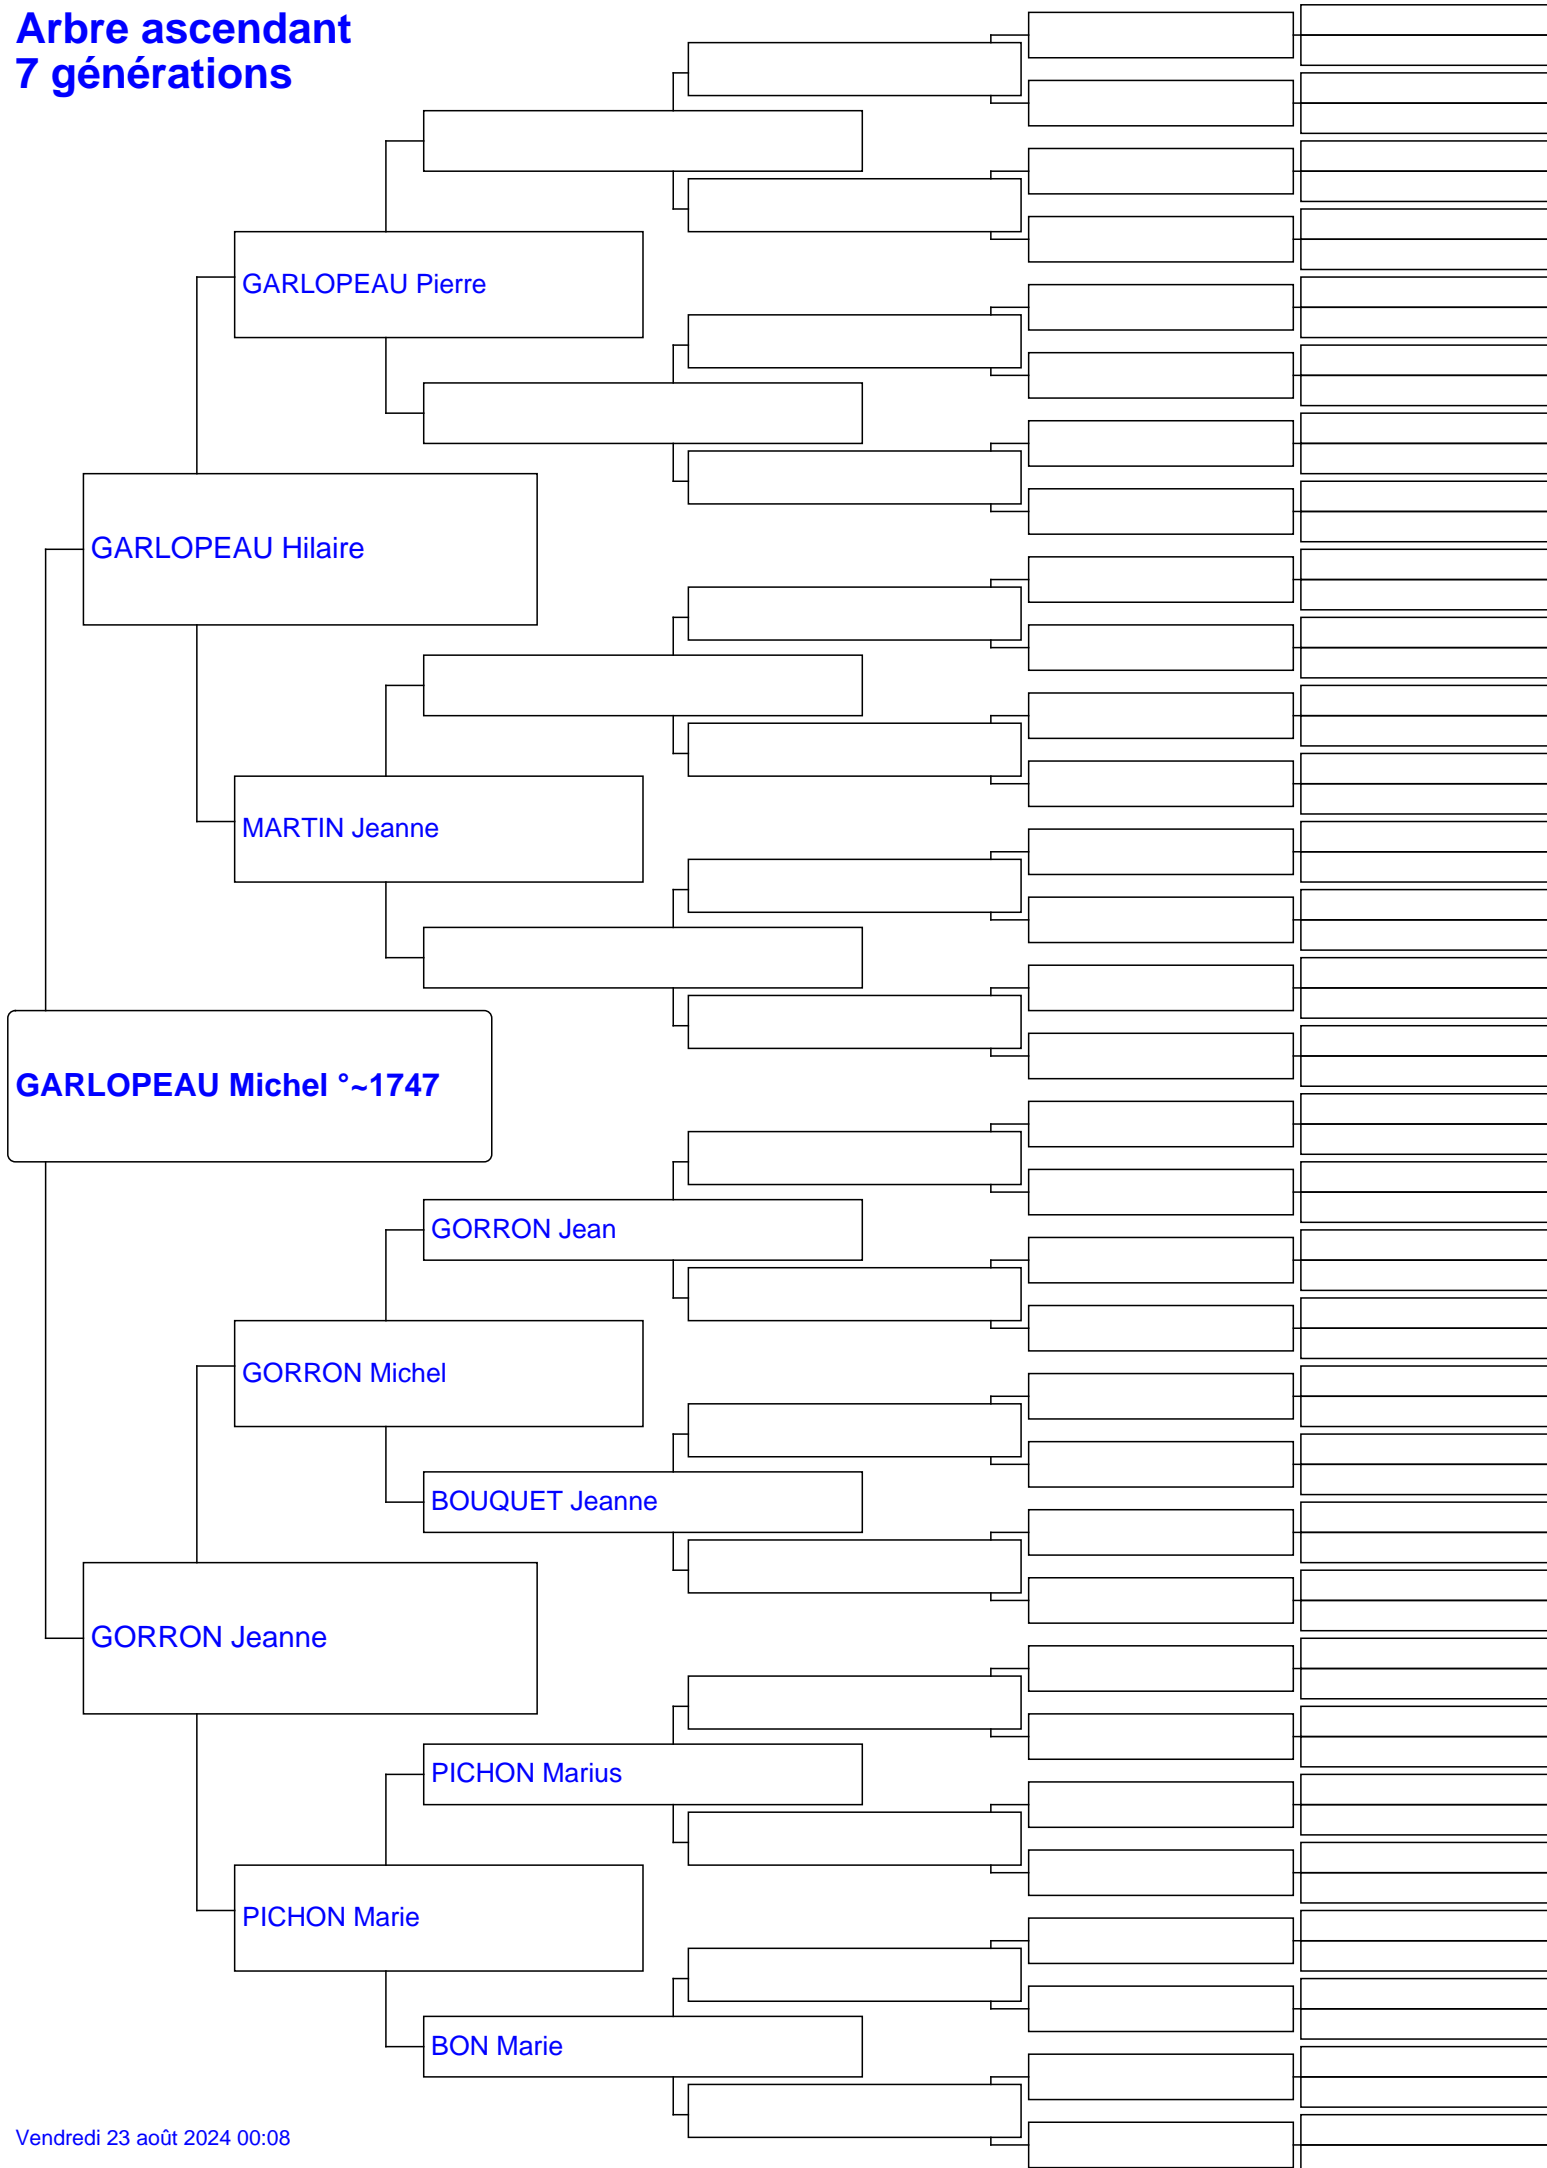 Arbre ascendant
7 générations
GARLOPEAU Pierre
GARLOPEAU Hilaire
MARTIN Jeanne
GARLOPEAU Michel °~1747
GORRON Jean
GORRON Michel
BOUQUET Jeanne
GORRON Jeanne
PICHON Marius
PICHON Marie
BON Marie
Vendredi 23 août 2024 00:08